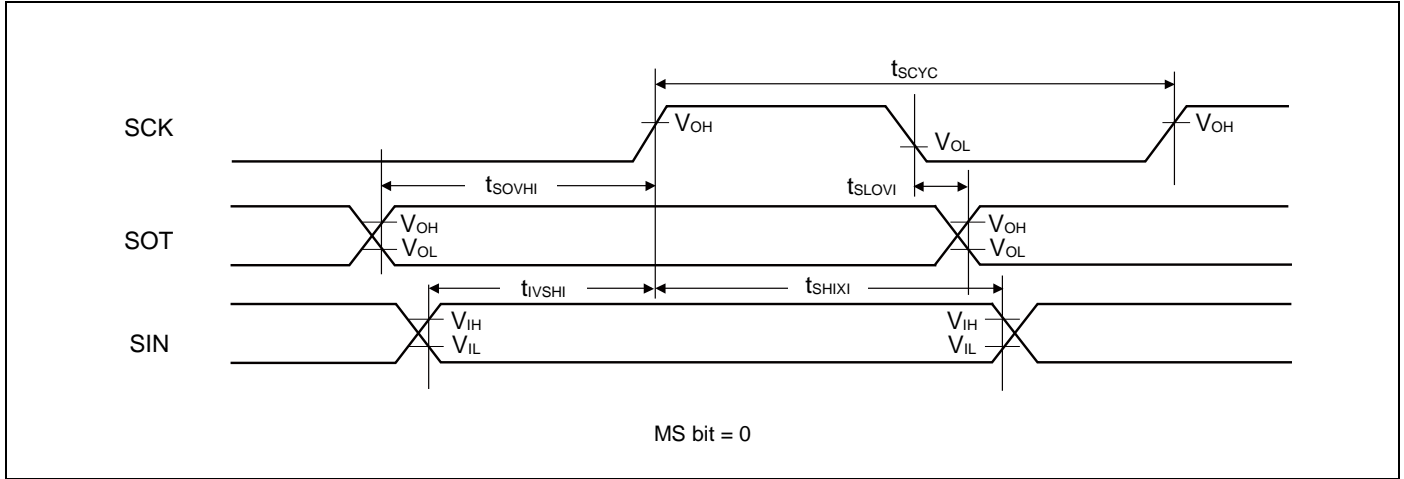 tSCYC
SCK
VOH
VOL
VOH
tSOVHI
tSLOVI
SOT
VOH
VOL
VOH
VOL
tIVSHI
tSHIXI
SIN
VIH
VIL
VIH
VIL
MS bit = 0